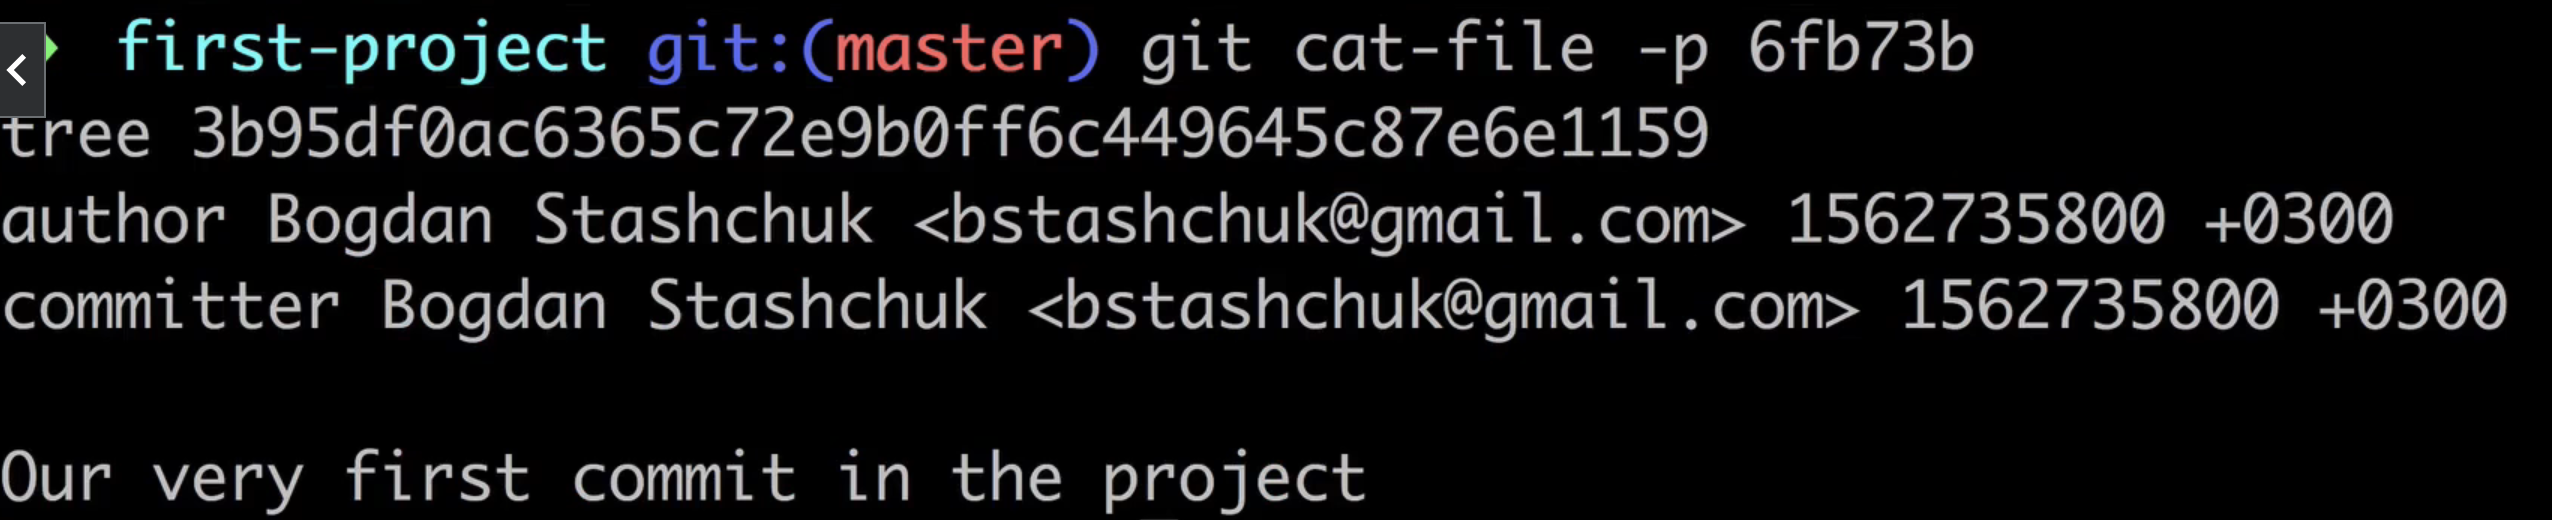 first-project git:(master) git cat-file -p 6fb73b
tree 3b95df0ac6365c72e9b0ff6c449645c87e6e1159
author Bogdan Stashchuk <bstashchuk@gmail.com> 1562735800 +0300
committer Bogdan Stashchuk <bstashchuk@gmail.com> 1562735800 +0300
Our very first commit in the project